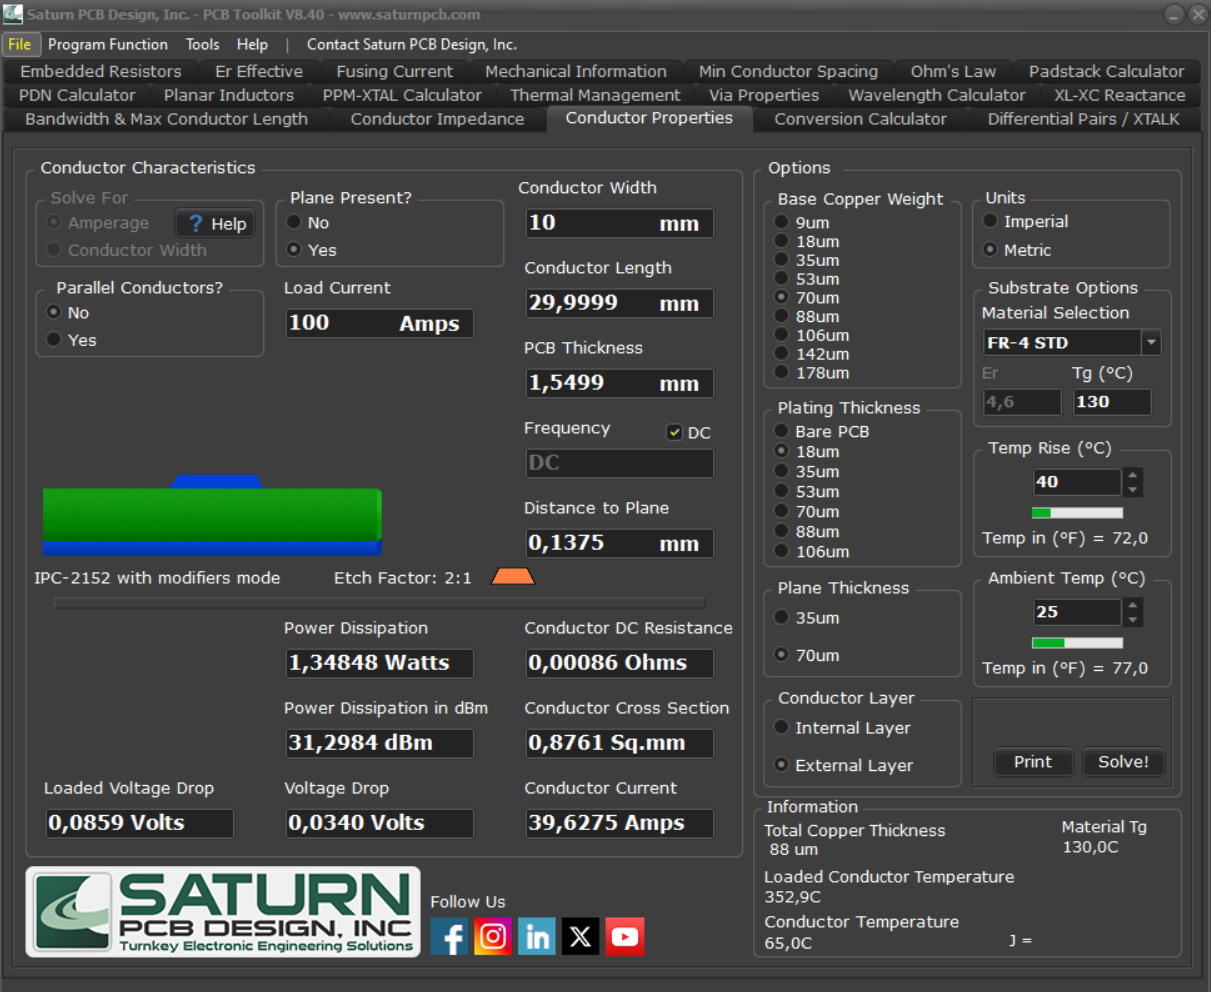 Saturn PCB Design, Inc. - PCB Toolkit V8.40 - www.saturnpcb.com
File Program Function Tools Help | Contact Saturn PCB Design, Inc.
Embedded Resistors Er Effective Fusing Current Mechanical Information Min Conductor Spacing Ohm's Law Padstack Calculator
PDN Calculator Planar Inductors PPM-XTAL Calculator Thermal Management Via Properties Wavelength Calculator XL-XC Reactance
Bandwidth & Max Conductor Length Conductor Impedance Conductor Properties Conversion Calculator Differential Pairs / XTALK
Conductor Characteristics
Solve For
Amperage
? Help
Conductor Width
Plane Present?
No
Yes
Parallel Conductors?
No
Yes
Load Current
100 Amps
Conductor Width
10 mm
Conductor Length
29,9999 mm
PCB Thickness
1,5499 mm
Frequency
DC
DC
Distance to Plane
0,1375 mm
IPC-2152 with modifiers mode
Etch Factor: 2:1
Power Dissipation
1,34848 Watts
Conductor DC Resistance
0,00086 Ohms
Power Dissipation in dBm
31,2984 dBm
Conductor Cross Section
0,8761 Sq.mm
Loaded Voltage Drop
0,0859 Volts
Voltage Drop
0,0340 Volts
Conductor Current
39,6275 Amps
Options
Base Copper Weight
9um
18um
35um
53um
70um
88um
106um
142um
178um
Plating Thickness
Bare PCB
18um
35um
53um
70um
88um
106um
Plane Thickness
35um
70um
Conductor Layer
Internal Layer
External Layer
Units
Imperial
Metric
Substrate Options
Material Selection
FR-4 STD
Er
4,6
Tg (°C)
130
Temp Rise (°C)
40
Temp in (°F) = 72,0
Ambient Temp (°C)
25
Temp in (°F) = 77,0
Print
Solve!
Information
Total Copper Thickness
88 um
Material Tg
130,0C
Loaded Conductor Temperature
352,9C
Conductor Temperature
65,0C
J =
SATURN
PCB DESIGN, INC
Turnkey Electronic Engineering Solutions
Follow Us
f
in
X